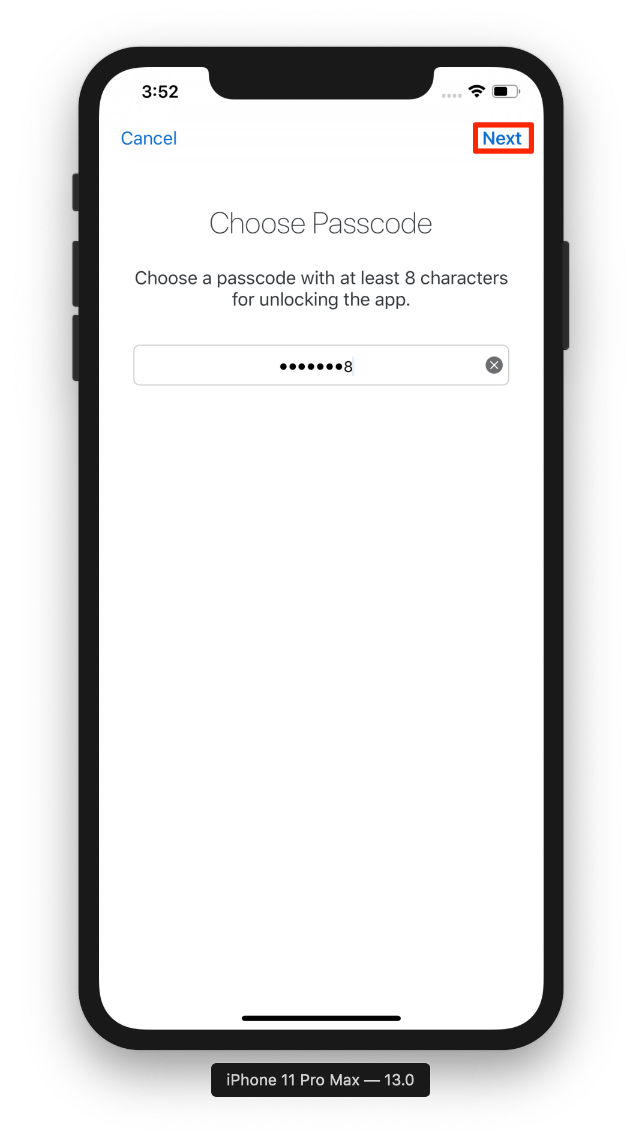 3:52
Cancel
Next
Choose Passcode
Choose a passcode with at least 8 characters
for unlocking the app.
•••••••8
iPhone 11 Pro Max — 13.0